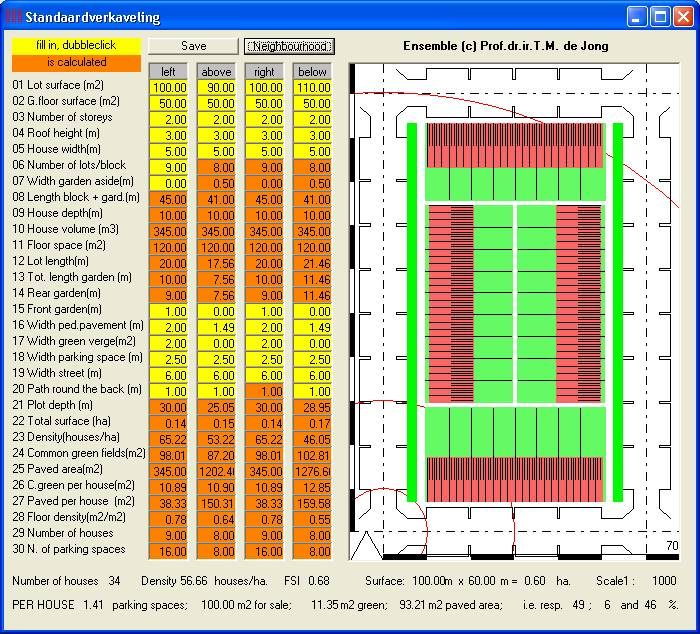 Standaardverkaveling
fill in, dubbleclick Save Neighbourhood Ensemble (c) Prof.dr.ir.T.M. de Jong
is calculated
left above right below
01 Lot surface (m2) 100.00 90.00 100.00 110.00
02 G.floor surface (m2) 50.00 50.00 50.00 50.00
03 Number of storeys 2.00 2.00 2.00 2.00
04 Roof height (m) 3.00 3.00 3.00 3.00
05 House width(m) 5.00 5.00 5.00 5.00
06 Number of lots/block 9.00 8.00 9.00 8.00
07 Width garden aside(m) 0.00 0.50 0.00 0.50
08 Length block + gard.(m) 45.00 41.00 45.00 41.00
09 House depth(m) 10.00 10.00 10.00 10.00
10 House volume (m3) 345.00 345.00 345.00 345.00
11 Floor space (m2) 120.00 120.00 120.00 120.00
12 Lot length(m) 20.00 17.56 20.00 21.46
13 Tot. length garden (m) 10.00 7.56 10.00 11.46
14 Rear garden(m) 9.00 7.56 9.00 11.46
15 Front garden(m) 1.00 0.00 1.00 0.00
16 Width ped.pavement (m) 2.00 1.49 2.00 1.49
17 Width green verge(m2) 2.00 0.00 2.00 0.00
18 Width parking space (m) 2.50 2.50 2.50 2.50
19 Width street (m) 6.00 6.00 6.00 6.00
20 Path round the back (m) 1.00 1.00 1.00 1.00
21 Plot depth (m) 30.00 25.05 30.00 28.95
22 Total surface (ha) 0.14 0.15 0.14 0.17
23 Density(houses/ha) 65.22 53.22 65.22 46.05
24 Common green fields(m2) 98.01 87.20 98.01 102.81
25 Paved area(m2) 345.00 1202.4 345.00 1276.6
26 C.green per house(m2) 10.89 10.90 10.89 12.85
27 Paved per house (m2) 38.33 150.31 38.33 159.58
28 Floor density(m2/m2) 0.78 0.64 0.78 0.55
29 Number of houses 9.00 8.00 9.00 8.00
30 N. of parking spaces 16.00 8.00 16.00 8.00
70
Number of houses 34 Density 56.66 houses/ha. FSI 0.68 Surface: 100.00m x 60.00 m = 0.60 ha. Scale1 : 1000
PER HOUSE 1.41 parking spaces; 100.00 m2 for sale; 11.35 m2 green; 93.21 m2 paved area; i.e. resp. 49 ; 6 and 46 %.